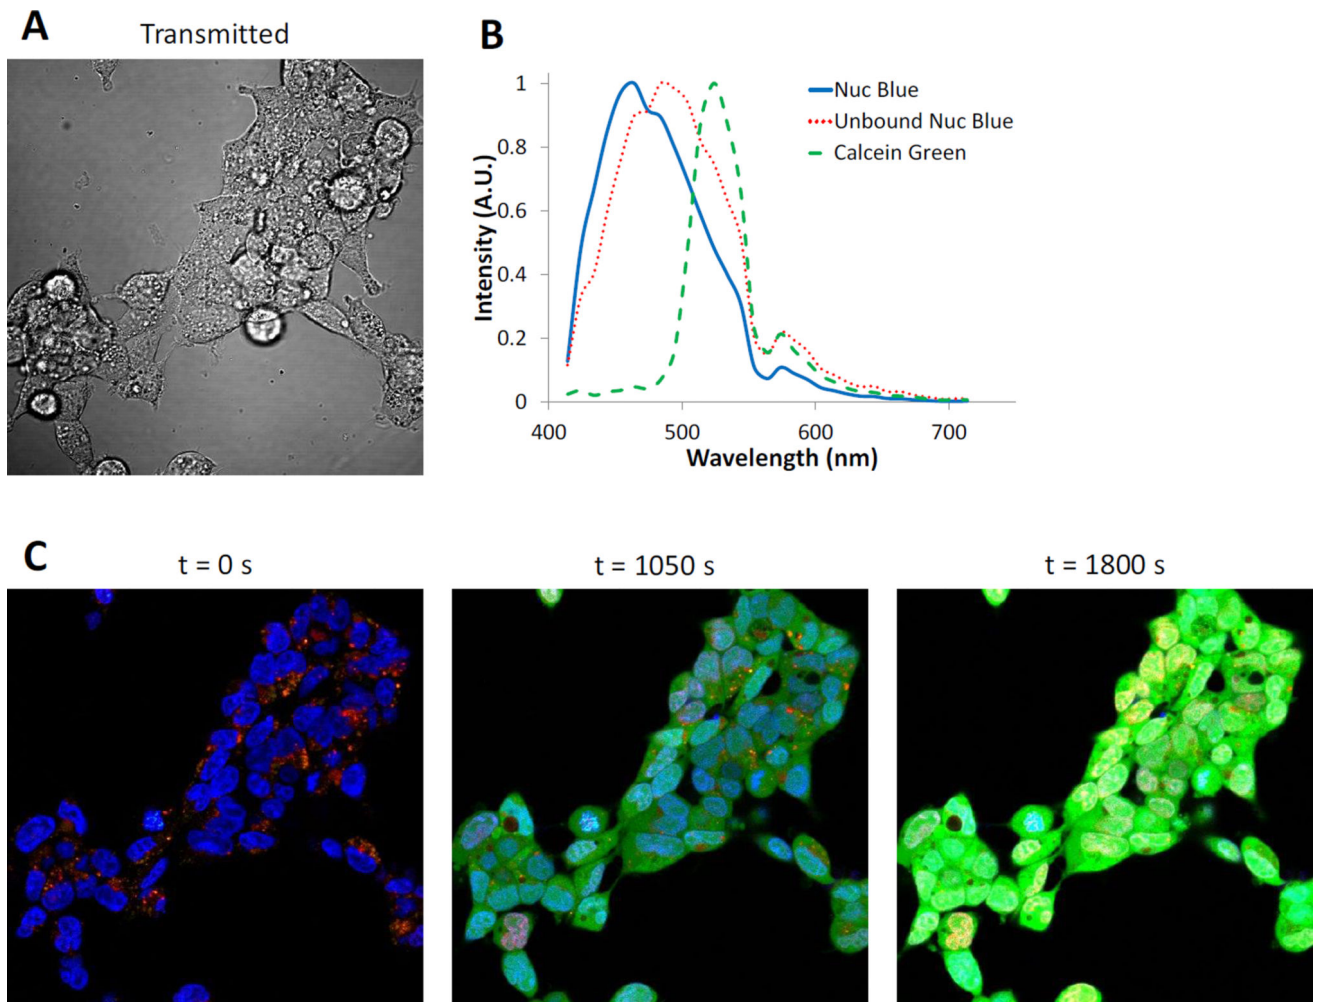 A
Transmitted
B
Intensity (A.U.)
1
0.8
0.6
0.4
0.2
0
400
500
600
700
Wavelength (nm)
Nuc Blue
Unbound Nuc Blue
Calcein Green
C
t = 0 s
t = 1050 s
t = 1800 s